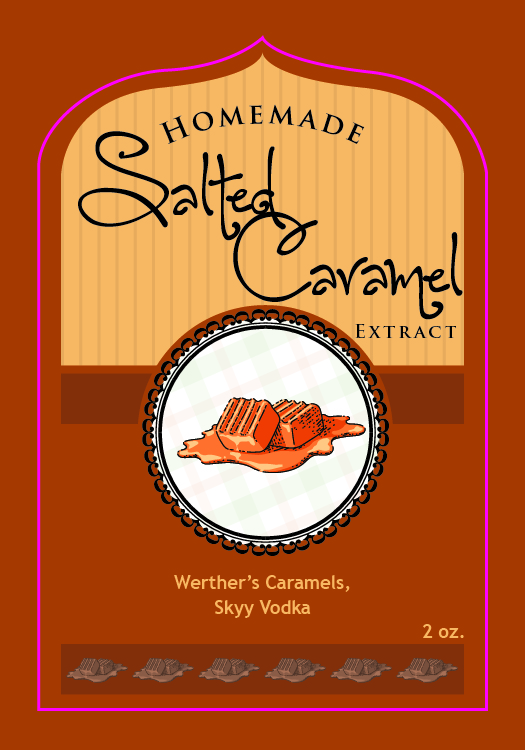 HOMEMADE
Salted
Caramel
EXTRACT
Werther's Caramels,
Skyy Vodka
2 oz.